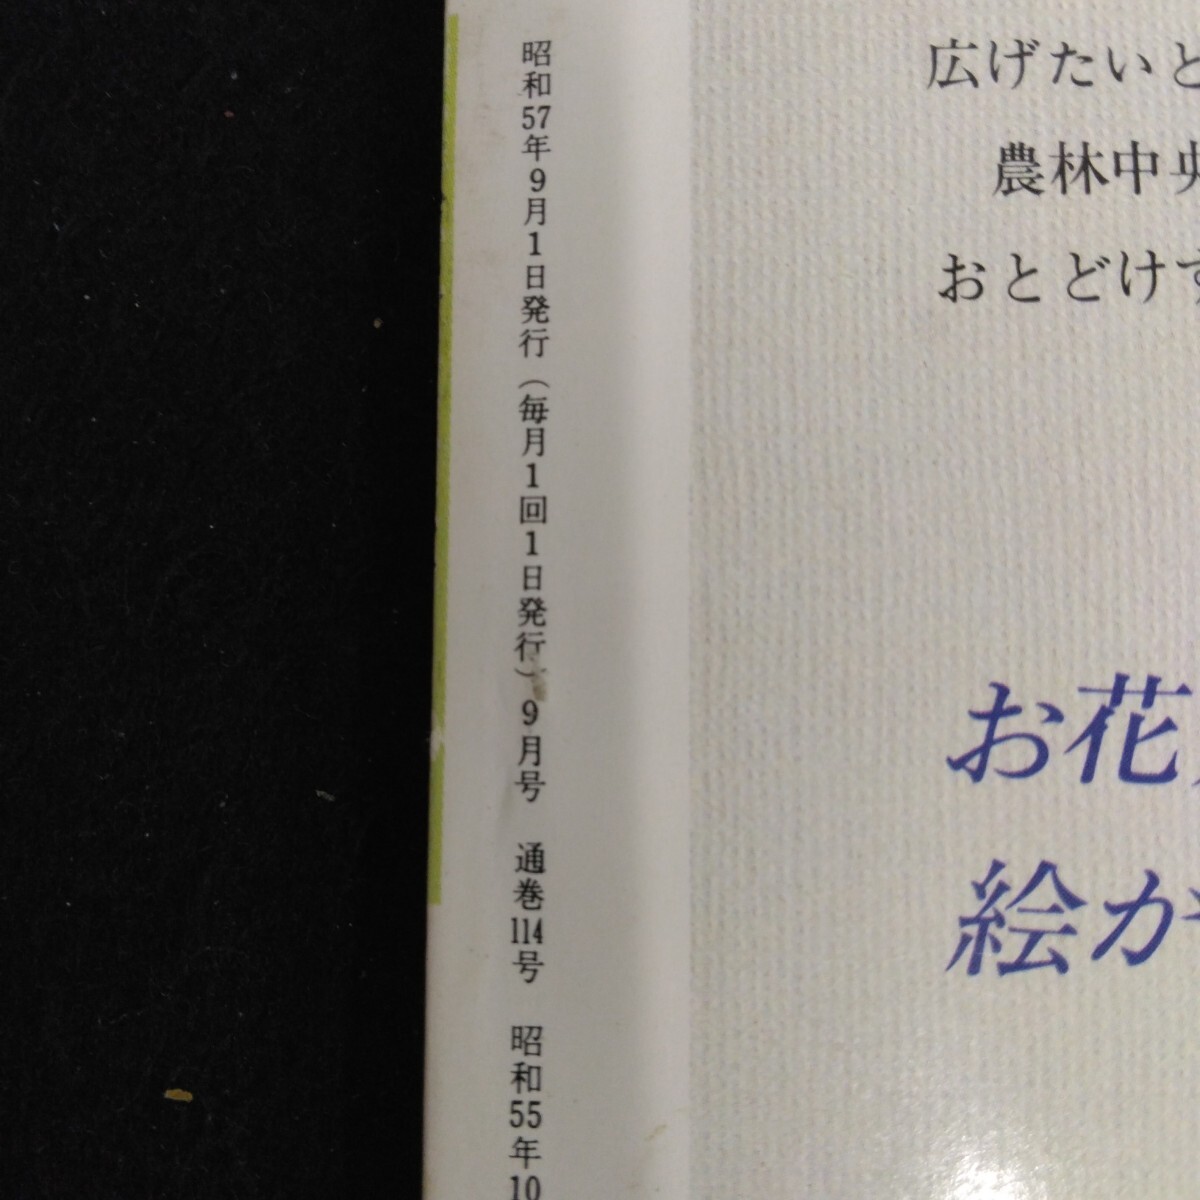 昭和57年9月1日発行（毎月1回1日発行）9月号　通巻114号　昭和55年10
広げたいと
農林中央
おとどけす
お花
絵が